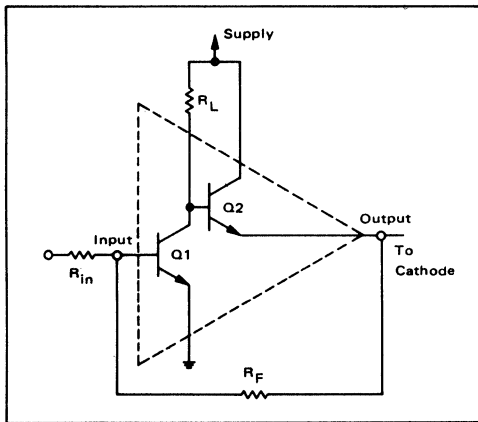 Supply
R_L
Q2
Output
Input
Q1
To
Cathode
R_in
R_F